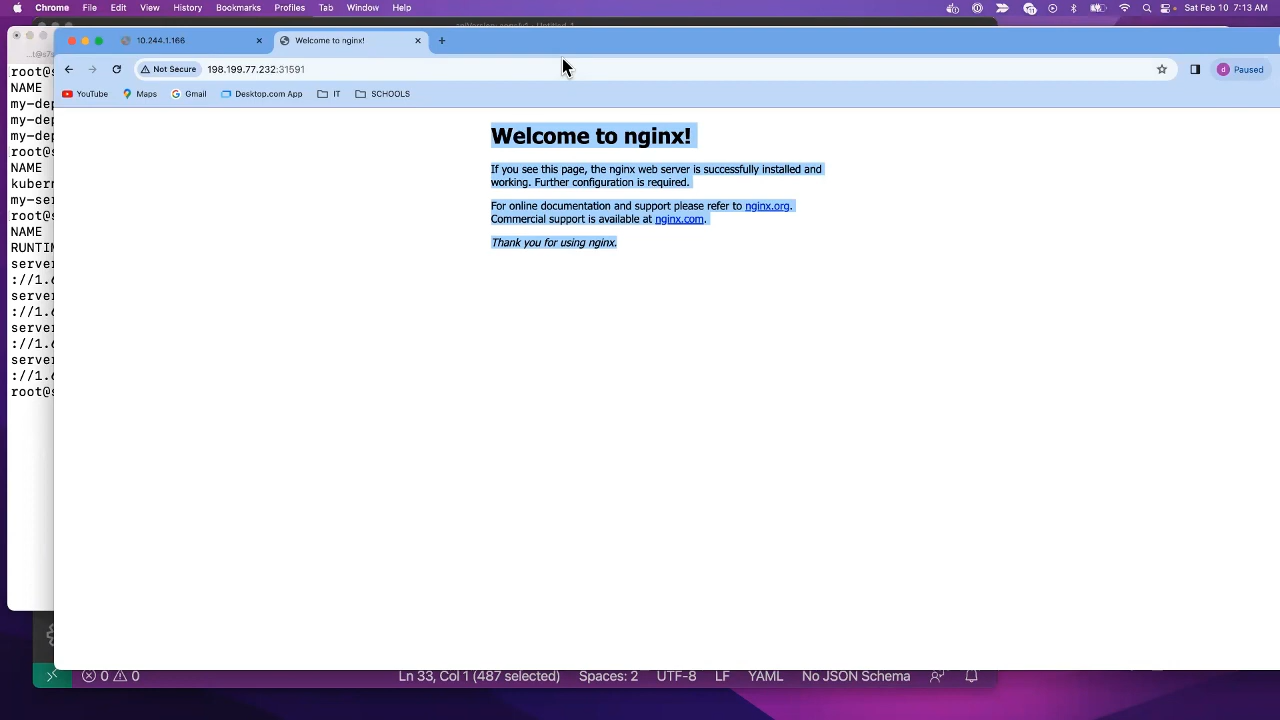 Chrome File Edit View History Bookmarks Profiles Tab Window Help Sat Feb 10 7:13 AM
10.244.1.166 Welcome to nginx!
Not Secure 198.199.77.232:31591 d Paused
YouTube Maps Gmail Desktop.com App IT SCHOOLS
root@s
NAME
my-dep
my-dep
my-dep
root@s
NAME
kubern
my-ser
root@s
NAME
RUNTIM
server
://1.6
server
://1.6
server
://1.6
server
://1.6
root@s
Welcome to nginx!
If you see this page, the nginx web server is successfully installed and
working. Further configuration is required.
For online documentation and support please refer to nginx.org.
Commercial support is available at nginx.com.
Thank you for using nginx.
0 0 Ln 33, Col 1 (487 selected) Spaces: 2 UTF-8 LF YAML No JSON Schema